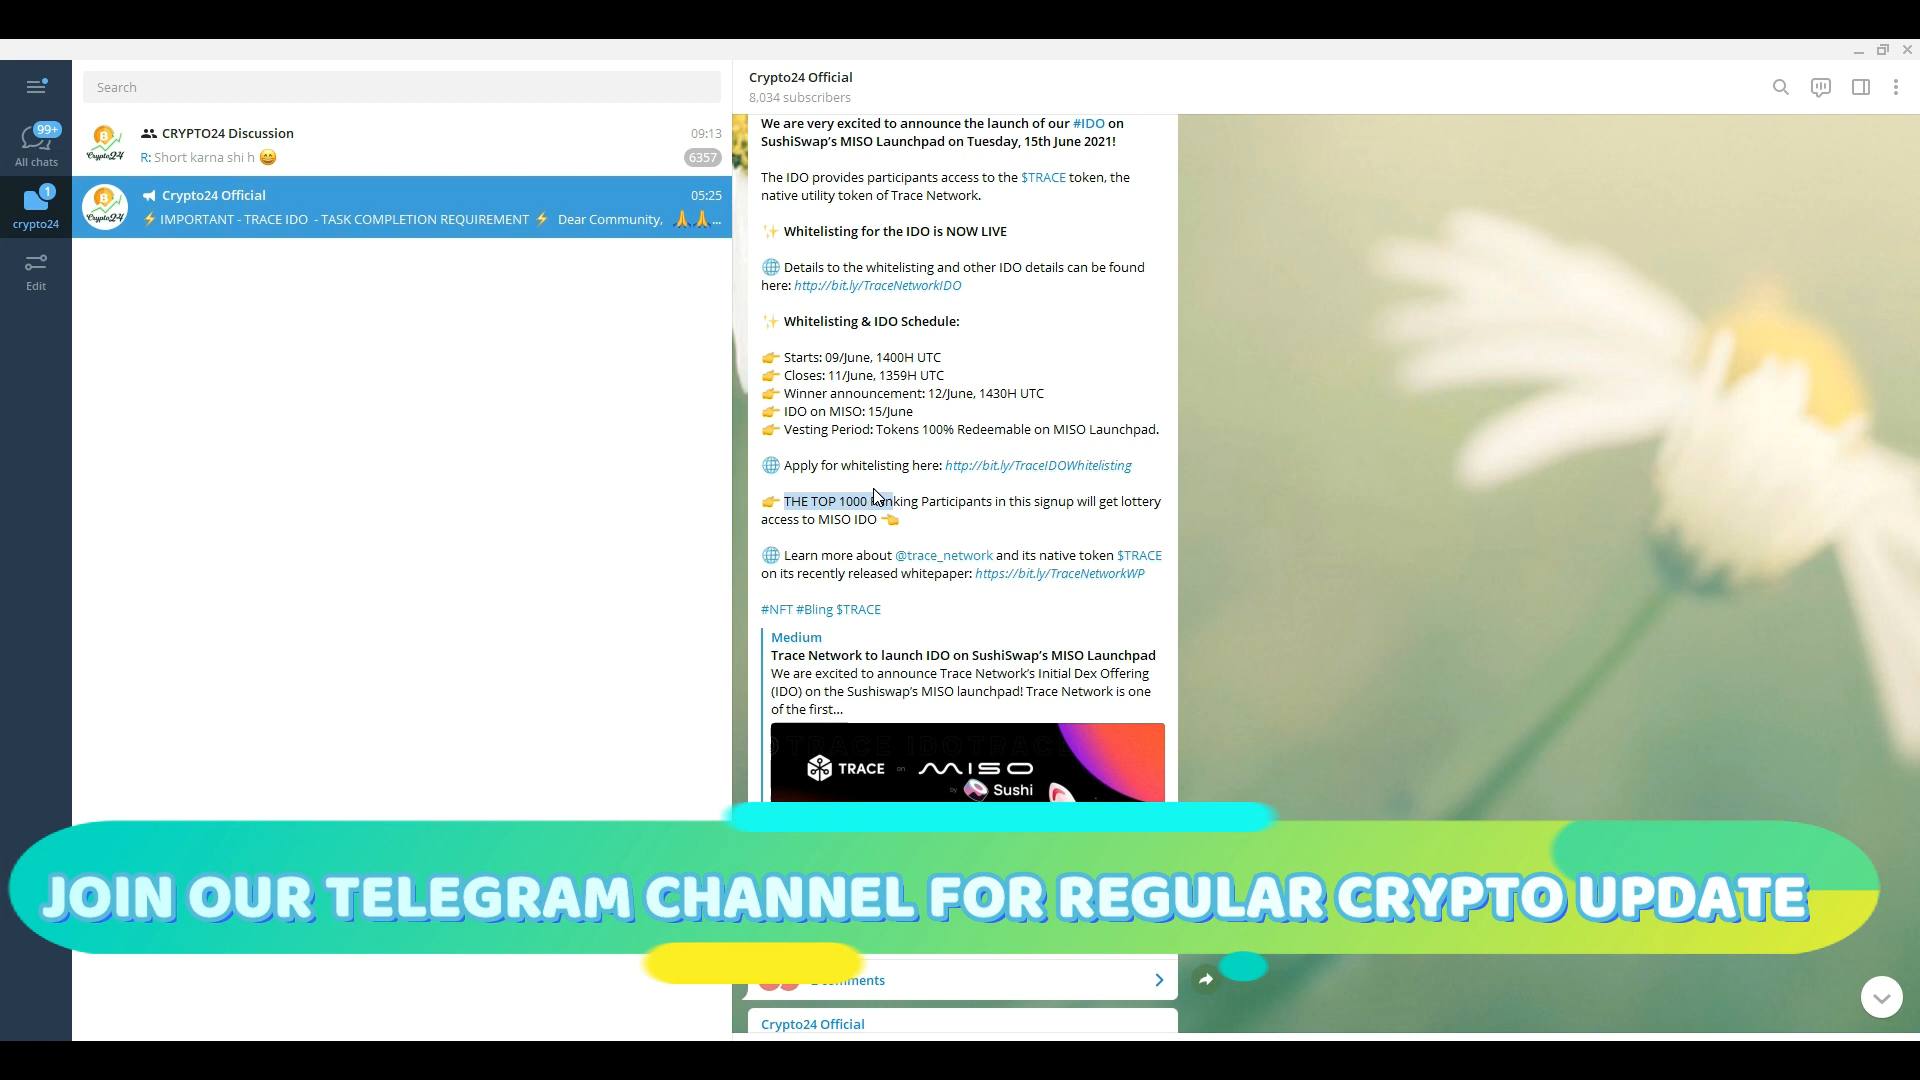 Search
99+
All chats
1
crypto24
Edit
CRYPTO24 Discussion
09:13
R: Short karna shi h 😊
6357
Crypto24 Official
05:25
⚡IMPORTANT - TRACE IDO - TASK COMPLETION REQUIREMENT ⚡ Dear Community, 🙏🙏...
Crypto24 Official
8,034 subscribers
We are very excited to announce the launch of our #IDO on
SushiSwap’s MISO Launchpad on Tuesday, 15th June 2021!
The IDO provides participants access to the $TRACE token, the
native utility token of Trace Network.
✨ Whitelisting for the IDO is NOW LIVE
🌐 Details to the whitelisting and other IDO details can be found
here: http://bit.ly/TraceNetworkIDO
✨ Whitelisting & IDO Schedule:
👉 Starts: 09/June, 1400H UTC
👉 Closes: 11/June, 1359H UTC
👉 Winner announcement: 12/June, 1430H UTC
👉 IDO on MISO: 15/June
👉 Vesting Period: Tokens 100% Redeemable on MISO Launchpad.
🌐 Apply for whitelisting here: http://bit.ly/TraceIDOWhitelisting
👉 THE TOP 1000 Ranking Participants in this signup will get lottery
access to MISO IDO 👈
🌐 Learn more about @trace_network and its native token $TRACE
on its recently released whitepaper: https://bit.ly/TraceNetworkWP
#NFT #Bling $TRACE
Medium
Trace Network to launch IDO on SushiSwap’s MISO Launchpad
We are excited to announce Trace Network’s Initial Dex Offering
(IDO) on the Sushiswap’s MISO launchpad! Trace Network is one
of the first...
TRACE on MISO
by Sushi
JOIN OUR TELEGRAM CHANNEL FOR REGULAR CRYPTO UPDATE
comments
Crypto24 Official